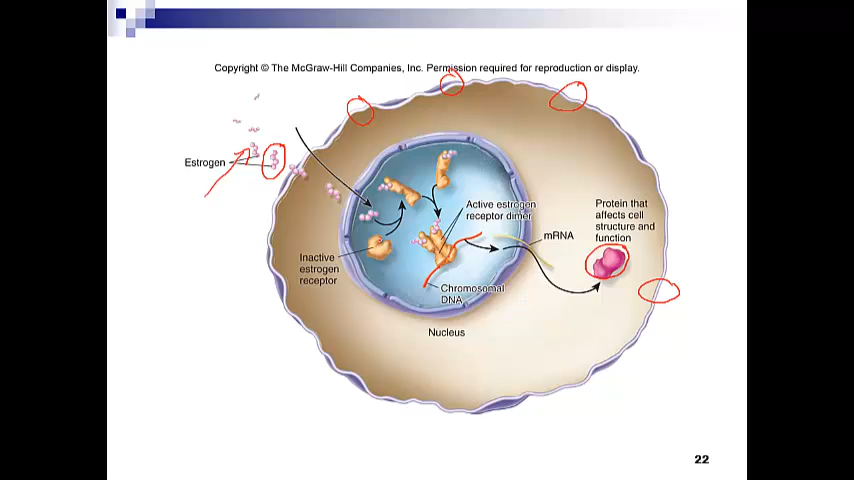 Copyright © The McGraw-Hill Companies, Inc. Permission required for reproduction or display.
Estrogen
Inactive
estrogen
receptor
Active estrogen
receptor dimer
mRNA
Protein that
affects cell
structure and
function
Chromosomal
DNA
Nucleus
22